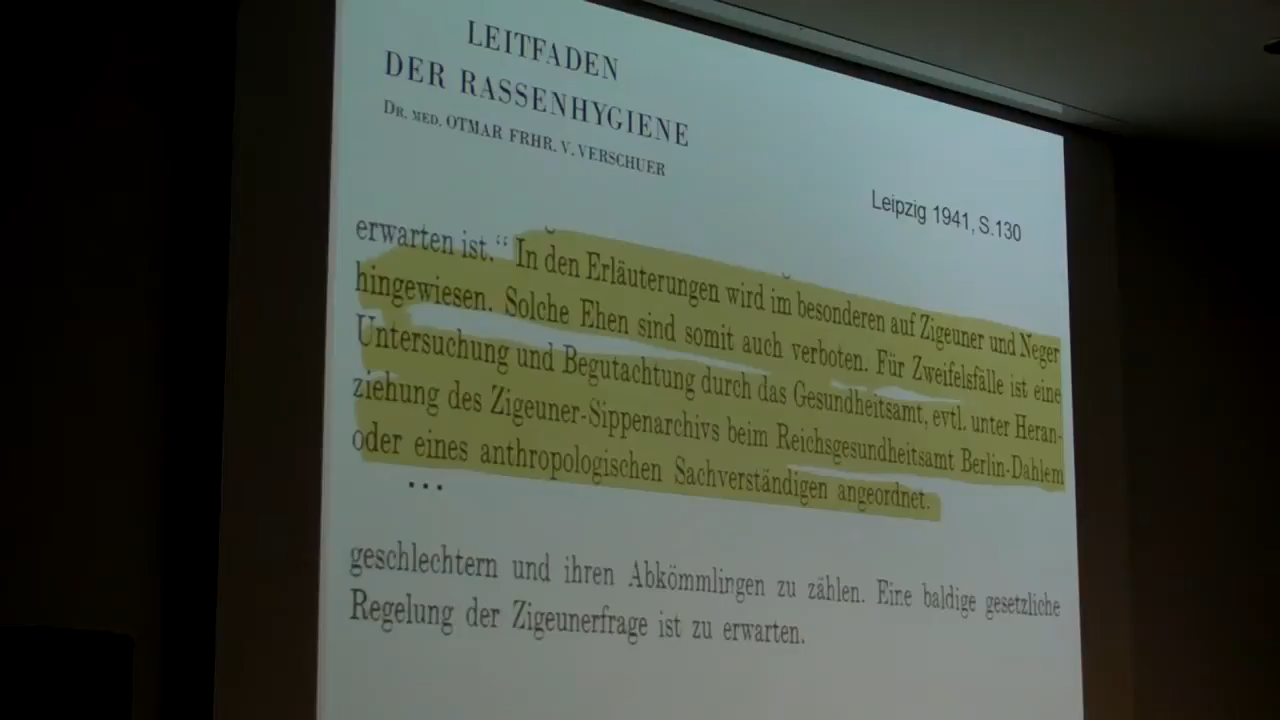 LEITFADEN
DER RASSENHYGIENE
DR. MED. OTMAR FRHR. V. VERSCHUER
Leipzig 1941, S.130
erwarten ist.“ In den Erläuterungen wird im besonderen auf Zigeuner und Neger
hingewiesen. Solche Ehen sind somit auch verboten. Für Zweifelsfälle ist eine
Untersuchung und Begutachtung durch das Gesundheitsamt, evtl. unter Heran-
ziehung des Zigeuner-Sippenarchivs beim Reichsgesundheitsamt Berlin-Dahlem
oder eines anthropologischen Sachverständigen angeordnet.
...
geschlechtern und ihren Abkömmlingen zu zählen. Eine baldige gesetzliche
Regelung der Zigeunerfrage ist zu erwarten.